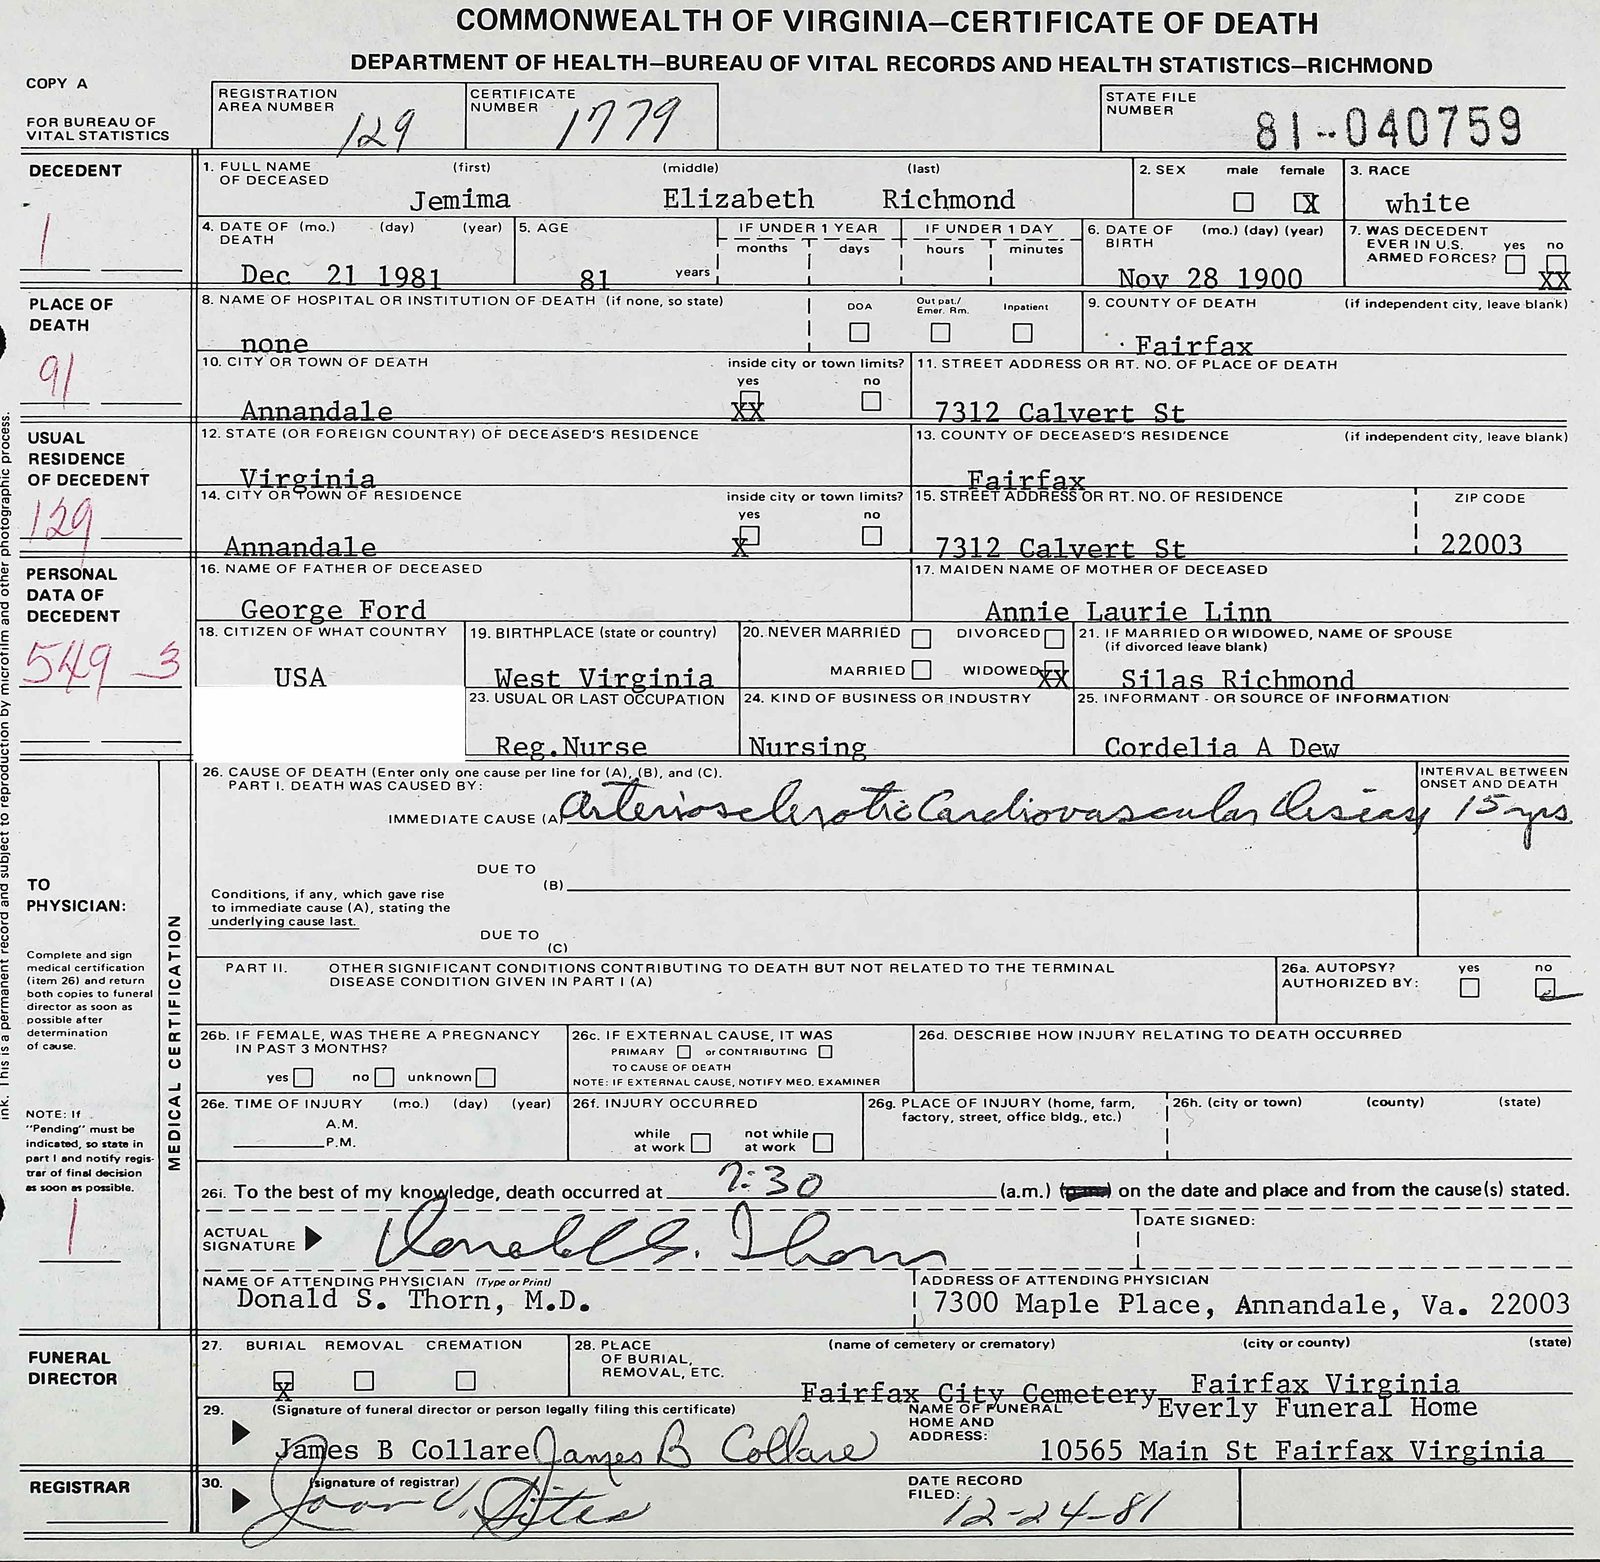 COMMONWEALTH OF VIRGINIA—CERTIFICATE OF DEATH
DEPARTMENT OF HEALTH—BUREAU OF VITAL RECORDS AND HEALTH STATISTICS—RICHMOND
COPY A
FOR BUREAU OF
VITAL STATISTICS
REGISTRATION
AREA NUMBER 129
CERTIFICATE
NUMBER 1779
STATE FILE
NUMBER 81-040759
DECEDENT
1
1. FULL NAME
OF DECEASED
(first) (middle) (last)
Jemima Elizabeth Richmond
2. SEX male female
X
3. RACE
white
4. DATE OF (mo.) (day) (year)
DEATH
Dec 21 1981
5. AGE
81 years
IF UNDER 1 YEAR
months days
IF UNDER 1 DAY
hours minutes
6. DATE OF (mo.) (day) (year)
BIRTH
Nov 28 1900
7. WAS DECEDENT
EVER IN U.S.
ARMED FORCES?
yes no
XX
PLACE OF
DEATH
91
8. NAME OF HOSPITAL OR INSTITUTION OF DEATH (if none, so state)
none
DOA
Out pat./
Emer. Rm.
Inpatient
9. COUNTY OF DEATH (if independent city, leave blank)
Fairfax
10. CITY OR TOWN OF DEATH inside city or town limits?
yes no
Annandale XX
11. STREET ADDRESS OR RT. NO. OF PLACE OF DEATH
7312 Calvert St
USUAL
RESIDENCE
OF DECEDENT
129
12. STATE (OR FOREIGN COUNTRY) OF DECEASED'S RESIDENCE
Virginia
13. COUNTY OF DECEASED'S RESIDENCE (if independent city, leave blank)
Fairfax
14. CITY OR TOWN OF RESIDENCE inside city or town limits?
yes no
Annandale X
15. STREET ADDRESS OR RT. NO. OF RESIDENCE ZIP CODE
7312 Calvert St 22003
PERSONAL
DATA OF
DECEDENT
549 3
16. NAME OF FATHER OF DECEASED
George Ford
17. MAIDEN NAME OF MOTHER OF DECEASED
Annie Laurie Linn
18. CITIZEN OF WHAT COUNTRY
USA
19. BIRTHPLACE (state or country)
West Virginia
20. NEVER MARRIED DIVORCED
MARRIED WIDOWED XX
21. IF MARRIED OR WIDOWED, NAME OF SPOUSE
(if divorced leave blank)
Silas Richmond
23. USUAL OR LAST OCCUPATION
Reg.Nurse
24. KIND OF BUSINESS OR INDUSTRY
Nursing
25. INFORMANT - OR SOURCE OF INFORMATION
Cordelia A Dew
ink. This is a permanent record and subject to reproduction by microfilm and other photographic process.
TO
PHYSICIAN:
Complete and sign
medical certification
(item 26) and return
both copies to funeral
director as soon as
possible after
determination
of cause.
NOTE: If
"Pending" must be
indicated, so state in
part I and notify regis-
trar of final decision
as soon as possible.
1
MEDICAL CERTIFICATION
26. CAUSE OF DEATH (Enter only one cause per line for (A), (B), and (C).
PART I. DEATH WAS CAUSED BY:
IMMEDIATE CAUSE (A) Arteriosclerotic Cardiovascular Disease
INTERVAL BETWEEN
ONSET AND DEATH
15 yrs
DUE TO
(B)
Conditions, if any, which gave rise
to immediate cause (A), stating the
underlying cause last.
DUE TO
(C)
PART II. OTHER SIGNIFICANT CONDITIONS CONTRIBUTING TO DEATH BUT NOT RELATED TO THE TERMINAL
DISEASE CONDITION GIVEN IN PART I (A)
26a. AUTOPSY? yes no
AUTHORIZED BY:
26b. IF FEMALE, WAS THERE A PREGNANCY
IN PAST 3 MONTHS?
yes no unknown
26c. IF EXTERNAL CAUSE, IT WAS
PRIMARY or CONTRIBUTING
TO CAUSE OF DEATH
NOTE: IF EXTERNAL CAUSE, NOTIFY MED. EXAMINER
26d. DESCRIBE HOW INJURY RELATING TO DEATH OCCURRED
26e. TIME OF INJURY (mo.) (day) (year)
A.M.
P.M.
26f. INJURY OCCURRED
while
at work
not while
at work
26g. PLACE OF INJURY (home, farm,
factory, street, office bldg., etc.)
26h. (city or town) (county) (state)
26i. To the best of my knowledge, death occurred at 7:30 (a.m.) (p.m.) on the date and place and from the cause(s) stated.
ACTUAL
SIGNATURE Donald S. Thorn
DATE SIGNED:
NAME OF ATTENDING PHYSICIAN (Type or Print)
Donald S. Thorn, M.D.
ADDRESS OF ATTENDING PHYSICIAN
7300 Maple Place, Annandale, Va. 22003
FUNERAL
DIRECTOR
27. BURIAL REMOVAL CREMATION
X
28. PLACE
OF BURIAL,
REMOVAL, ETC.
(name of cemetery or crematory) (city or county) (state)
Fairfax City Cemetery Fairfax Virginia
29. (Signature of funeral director or person legally filing this certificate)
James B Collare James B Collare
NAME OF FUNERAL
HOME AND
ADDRESS:
Everly Funeral Home
10565 Main St Fairfax Virginia
REGISTRAR
30. (signature of registrar)
Joan V. Sites
DATE RECORD
FILED: 12-24-81